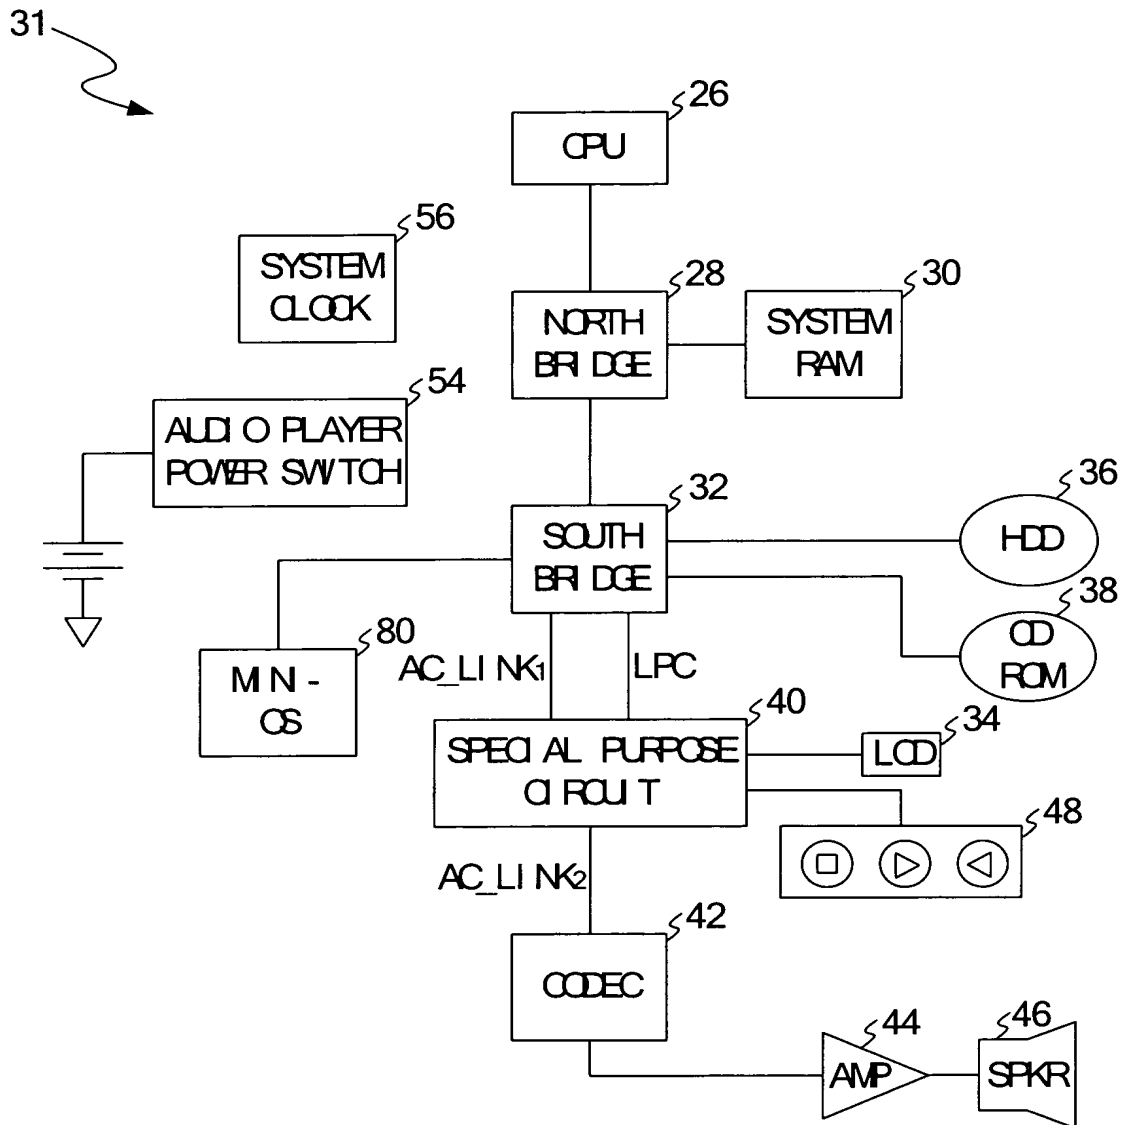 31
26
CPU
56
SYSTEM
CLOCK
28
NORTH
BRIDGE
30
SYSTEM
RAM
54
AUDIO PLAYER
POWER SWITCH
32
SOUTH
BRIDGE
36
HDD
38
CD
ROM
80
MINI-
OS
AC_LINK1
LPC
40
SPECIAL PURPOSE
CIRCUIT
34
LCD
48
AC_LINK2
42
CODEC
44
AMP
46
SPKR